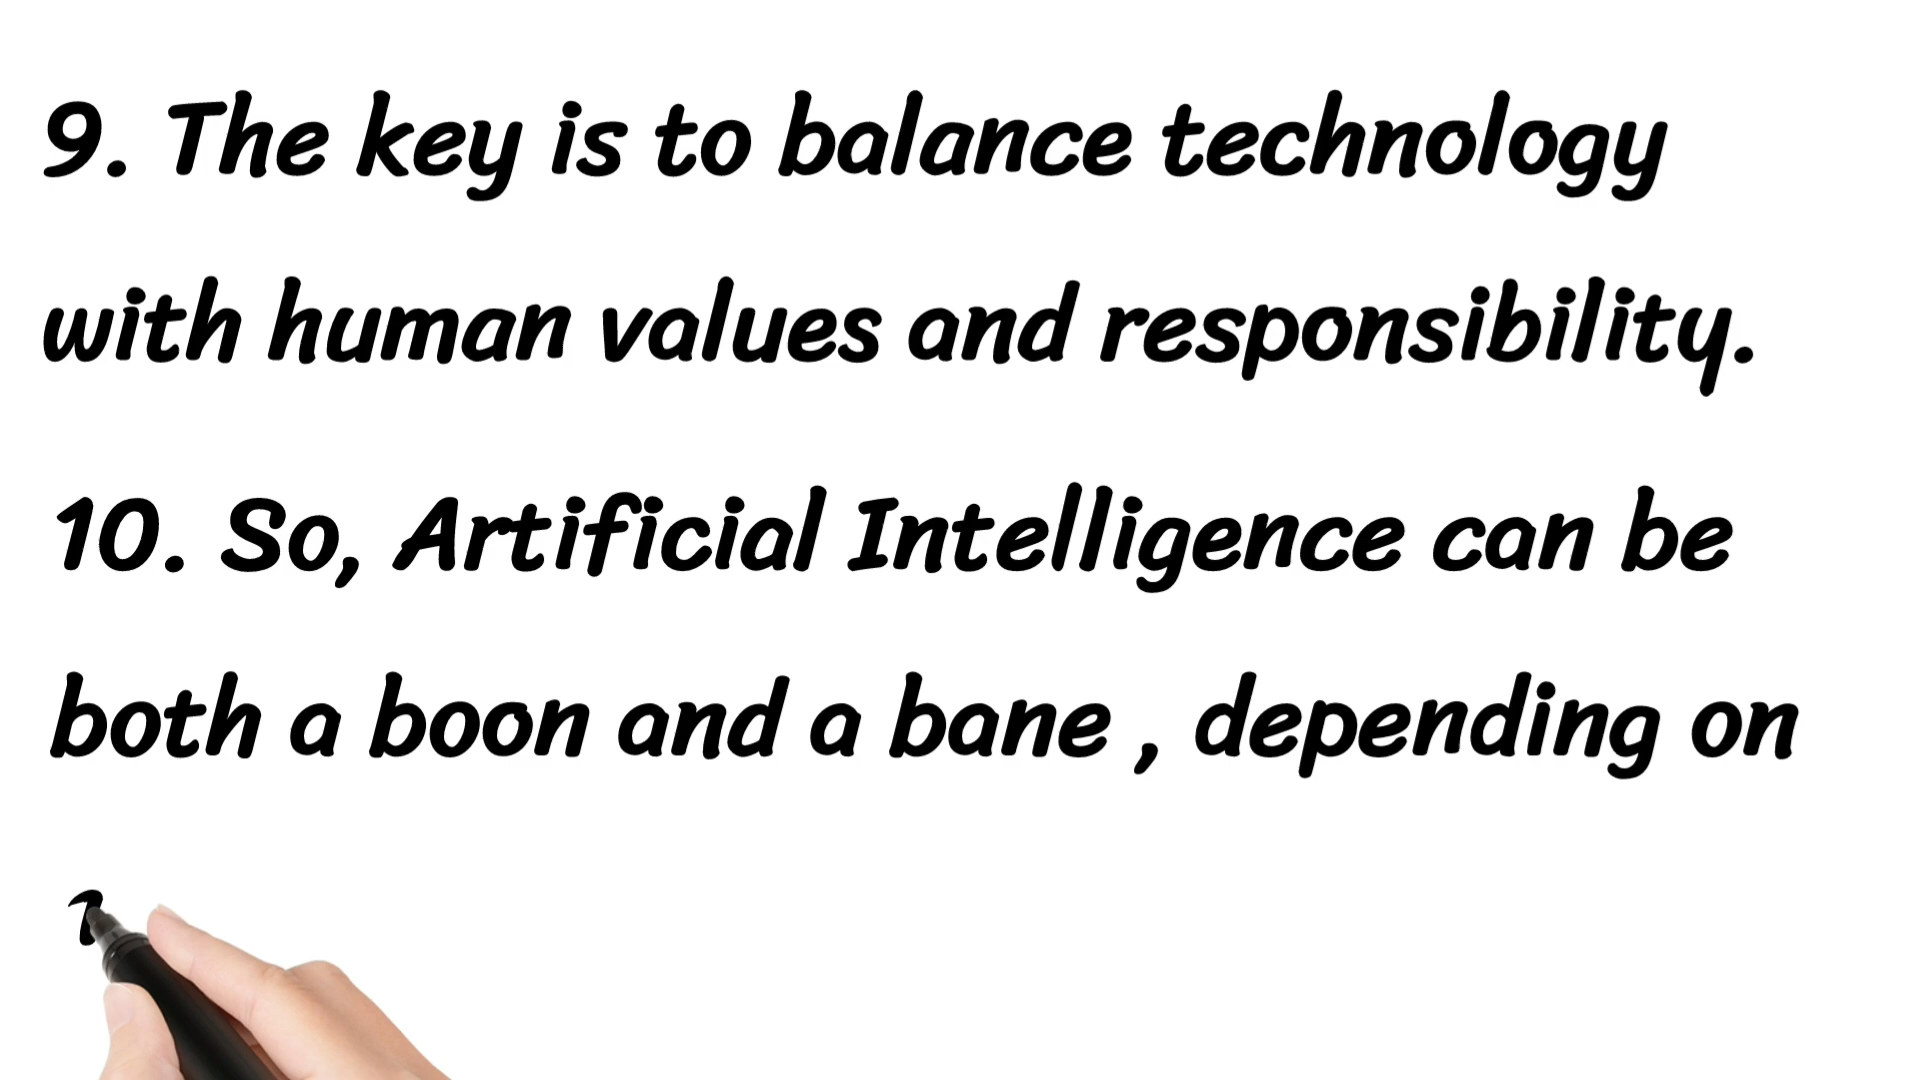 9. The key is to balance technology
with human values and responsibility.
10. So, Artificial Intelligence can be
both a boon and a bane , depending on